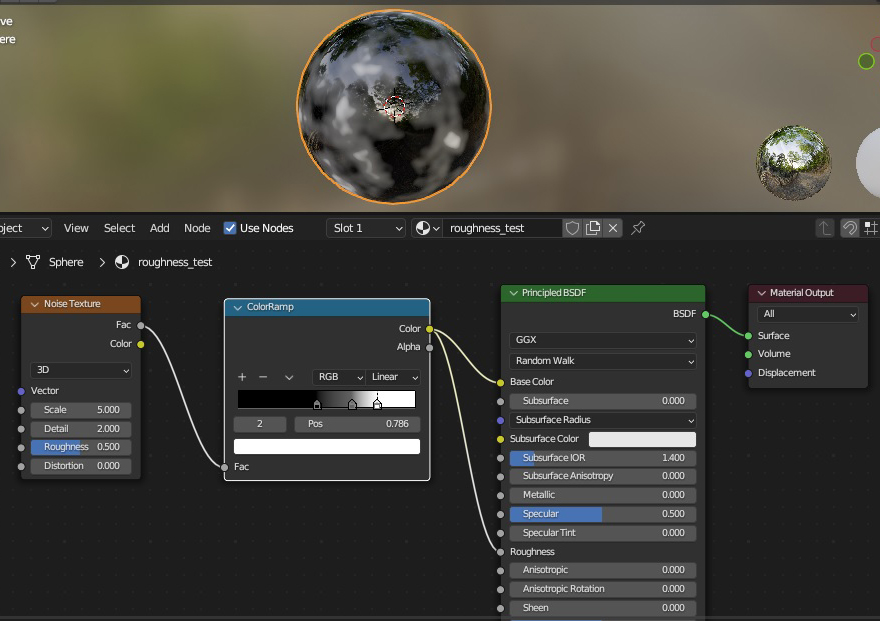 ve
ere
ject View Select Add Node Use Nodes Slot 1 roughness_test
Sphere roughness_test
Noise Texture
Fac
Color
3D
Vector
Scale 5.000
Detail 2.000
Roughness 0.500
Distortion 0.000
ColorRamp
Color
Alpha
+ − RGB Linear
2 Pos 0.786
Fac
Principled BSDF
BSDF
GGX
Random Walk
Base Color
Subsurface 0.000
Subsurface Radius
Subsurface Color
Subsurface IOR 1.400
Subsurface Anisotropy 0.000
Metallic 0.000
Specular 0.500
Specular Tint 0.000
Roughness
Anisotropic 0.000
Anisotropic Rotation 0.000
Sheen 0.000
Material Output
All
Surface
Volume
Displacement